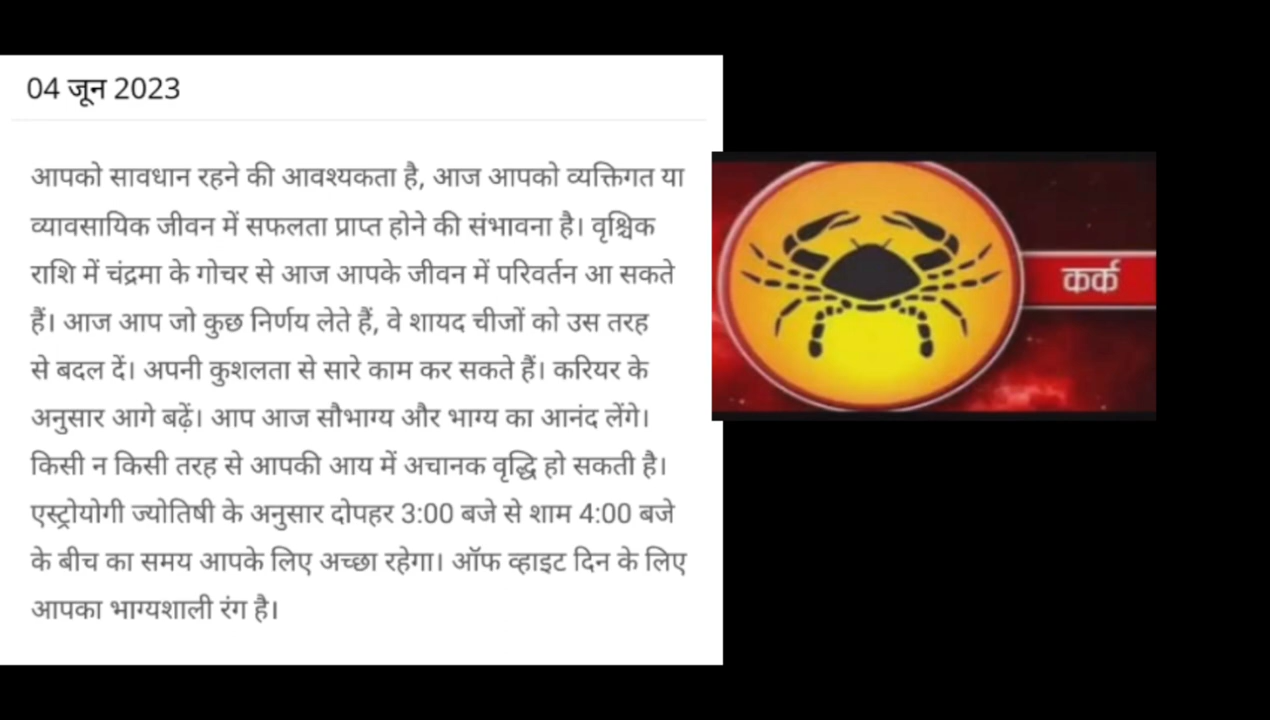 04 जून 2023
आपको सावधान रहने की आवश्यकता है, आज आपको व्यक्तिगत या
व्यावसायिक जीवन में सफलता प्राप्त होने की संभावना है। वृश्चिक
राशि में चंद्रमा के गोचर से आज आपके जीवन में परिवर्तन आ सकते
हैं। आज आप जो कुछ निर्णय लेते हैं, वे शायद चीजों को उस तरह
से बदल दें। अपनी कुशलता से सारे काम कर सकते हैं। करियर के
अनुसार आगे बढ़ें। आप आज सौभाग्य और भाग्य का आनंद लेंगे।
किसी न किसी तरह से आपकी आय में अचानक वृद्धि हो सकती है।
एस्ट्रोयोगी ज्योतिषी के अनुसार दोपहर 3:00 बजे से शाम 4:00 बजे
के बीच का समय आपके लिए अच्छा रहेगा। ऑफ व्हाइट दिन के लिए
आपका भाग्यशाली रंग है।
कर्क